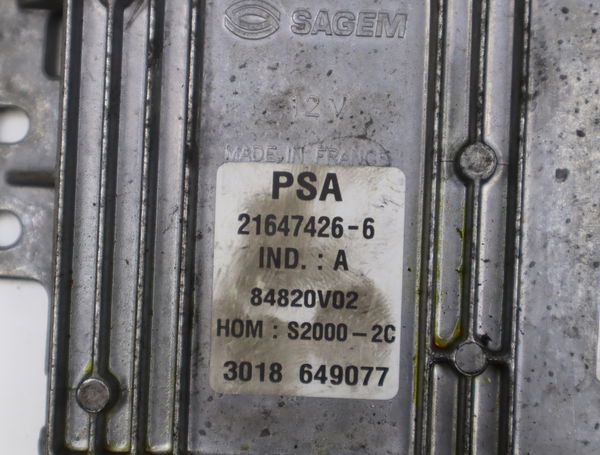 SAGEM
12V
MADE IN FRANCE
PSA
21647426-6
IND. : A
84820V02
HOM : S2000-2C
3018 649077